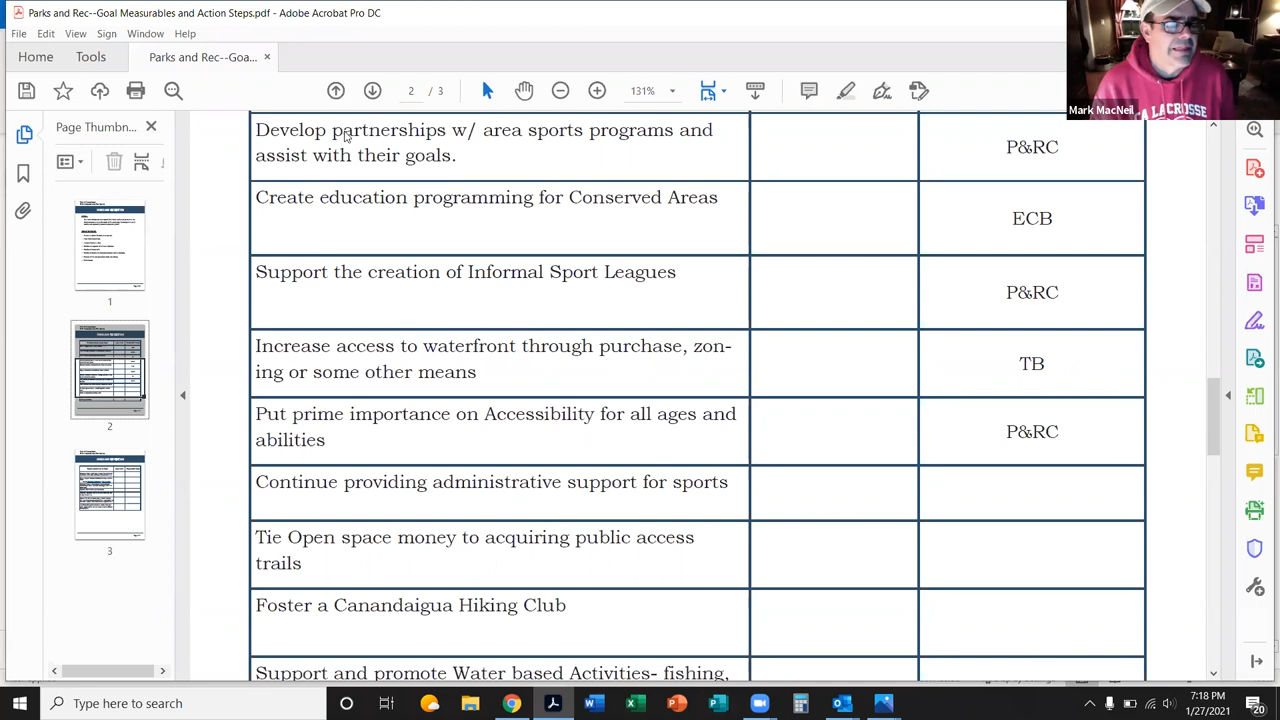 Parks and Rec--Goal Measurables and Action Steps.pdf - Adobe Acrobat Pro DC
File Edit View Sign Window Help
Home Tools Parks and Rec--Goa... ×
2 / 3 131%
Mark MacNeil
LACROSSE
Page Thumbn...
1
2
3
Develop partnerships w/ area sports programs and
assist with their goals.
P&RC
Create education programming for Conserved Areas
ECB
Support the creation of Informal Sport Leagues
P&RC
Increase access to waterfront through purchase, zon-
ing or some other means
TB
Put prime importance on Accessibility for all ages and
abilities
P&RC
Continue providing administrative support for sports
Tie Open space money to acquiring public access
trails
Foster a Canandaigua Hiking Club
Support and promote Water based Activities- fishing,
Type here to search
7:18 PM
1/27/2021
20